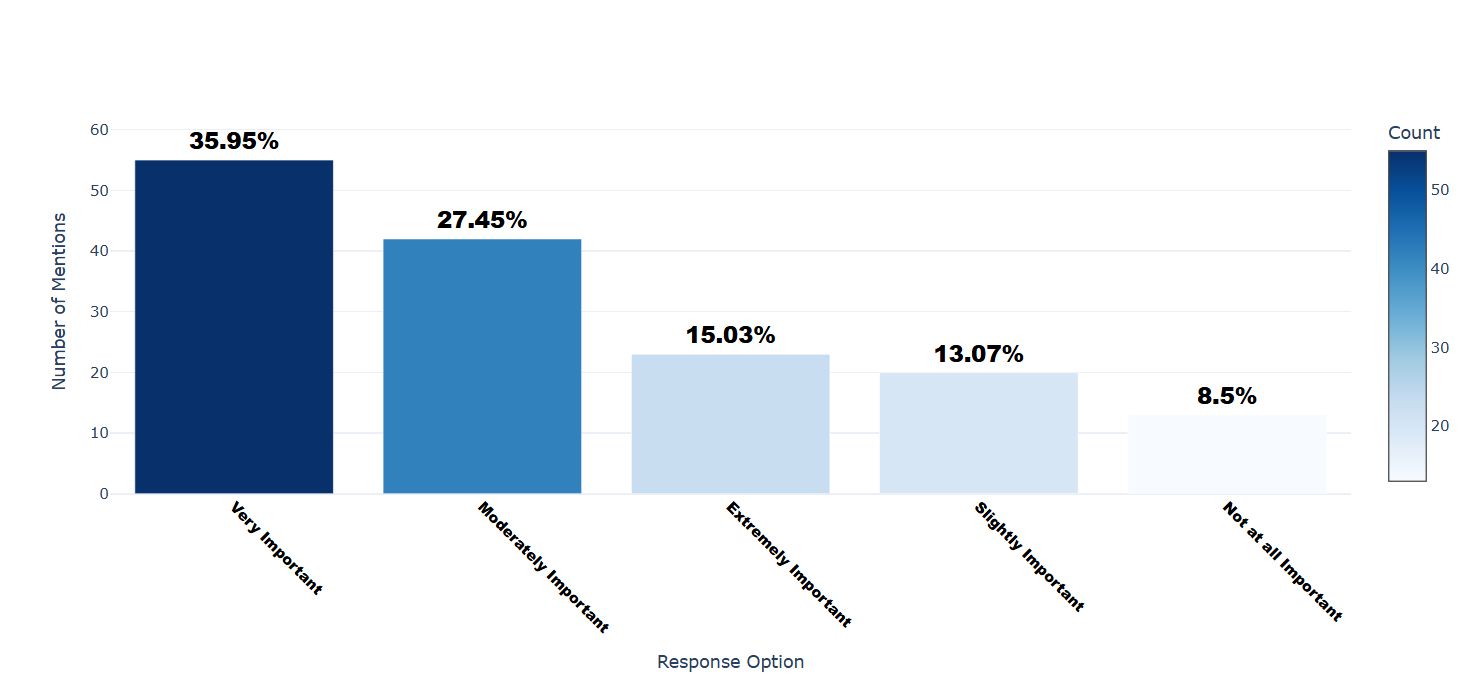 Count
60
50
40
30
20
10
0
Number of Mentions
35.95%
27.45%
15.03%
13.07%
8.5%
50
40
30
20
Very Important
Moderately Important
Extremely Important
Slightly Important
Not at all Important
Response Option